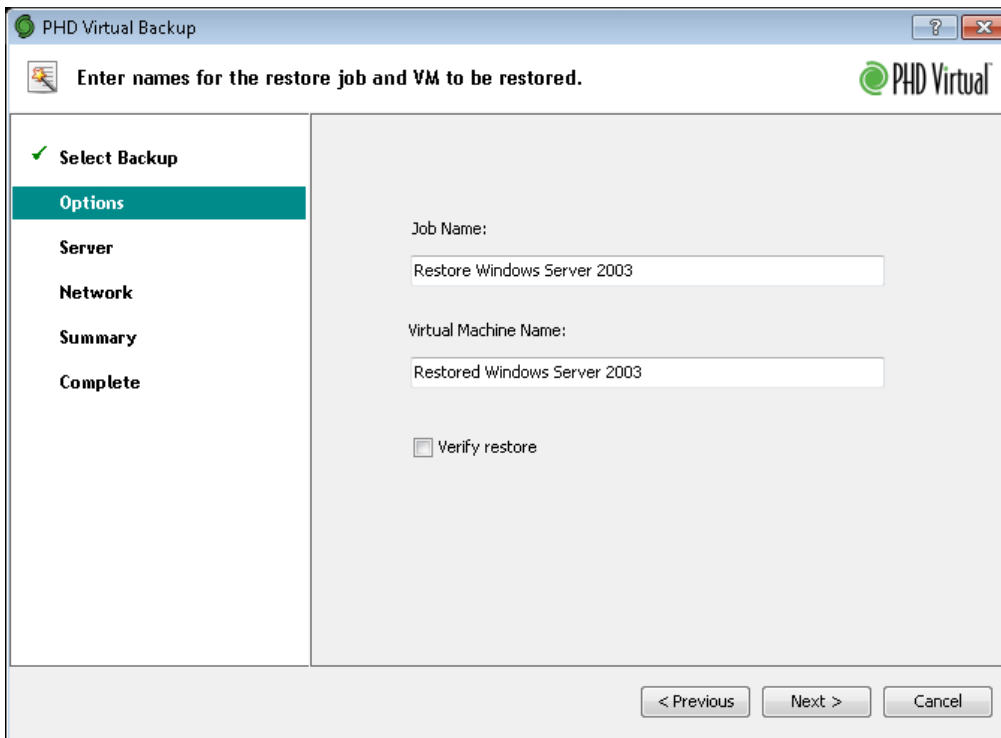 PHD Virtual Backup
?
Enter names for the restore job and VM to be restored.
PHD Virtual
✓ Select Backup
Options
Server
Network
Summary
Complete
Job Name:
Restore Windows Server 2003
Virtual Machine Name:
Restored Windows Server 2003
Verify restore
< Previous
Next >
Cancel